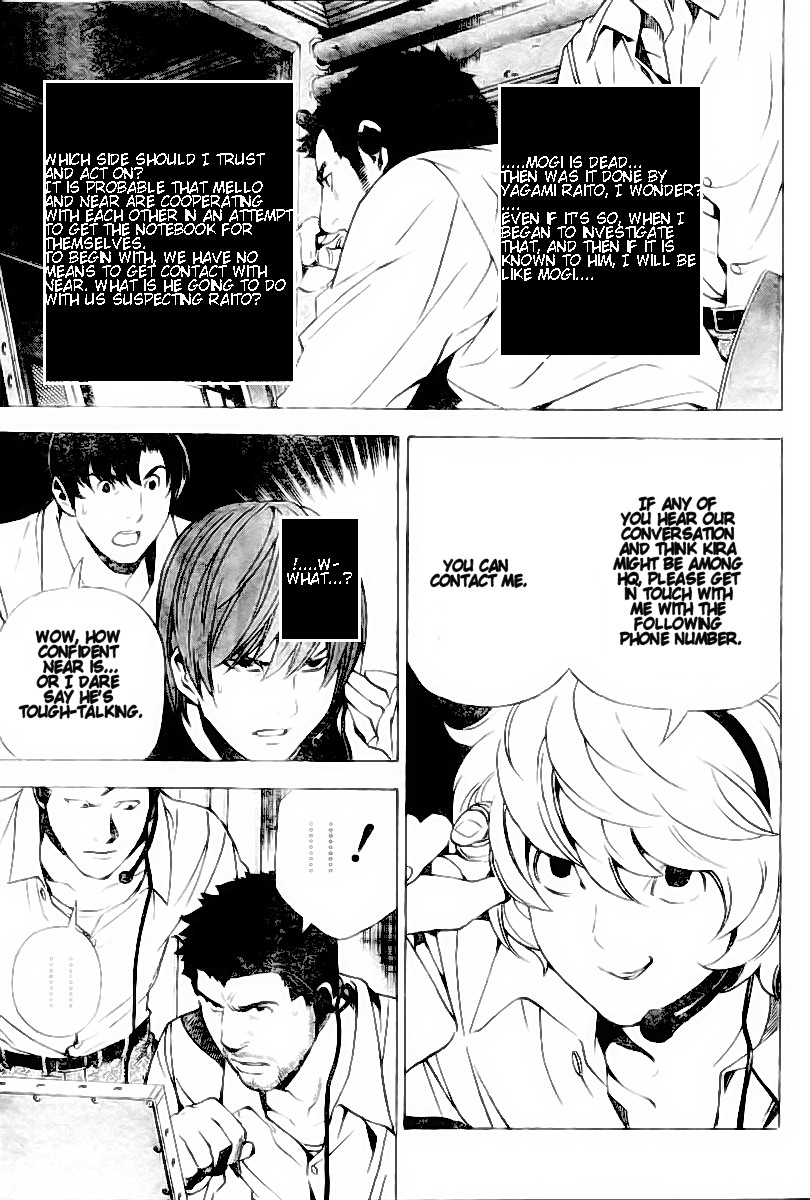 .....MOGI IS DEAD...
THEN WAS IT DONE BY
YAGAMI RAITO, I WONDER?
....
EVEN IF IT'S SO, WHEN I
BEGAN TO INVESTIGATE
THAT, AND THEN IF IT IS
KNOWN TO HIM, I WILL BE
LIKE MOGI....
WHICH SIDE SHOULD I TRUST
AND ACT ON?
IT IS PROBABLE THAT MELLO
AND NEAR ARE COOPERATING
WITH EACH OTHER IN AN ATTEMPT
TO GET THE NOTEBOOK FOR
THEMSELVES.
TO BEGIN WITH, WE HAVE NO
MEANS TO GET CONTACT WITH
NEAR. WHAT IS HE GOING TO DO
WITH US SUSPECTING RAITO?
IF ANY OF
YOU HEAR OUR
CONVERSATION
AND THINK KIRA
MIGHT BE AMONG
HQ, PLEASE GET
IN TOUCH WITH
ME WITH THE
FOLLOWING
PHONE NUMBER.
YOU CAN
CONTACT ME.
!....W-
WHAT...?
WOW, HOW
CONFIDENT
NEAR IS...
OR I DARE
SAY HE'S
TOUGH-TALKING.
!